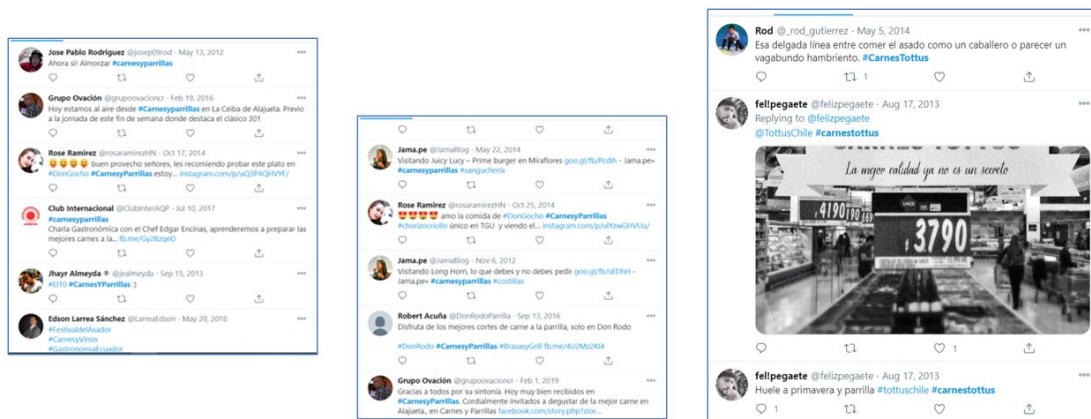 Jose Pablo Rodriguez @josep09rod · May 13, 2012
Ahora si! Almorzar #carnesyparrillas
Grupo Ovación @grupoovacioncr · Feb 19, 2016
Hoy estamos al aire desde #Carnesyparrillas en La Ceiba de Alajuela. Previo
a la jornada de este fin de semana donde destaca el clásico J01
Rose Ramirez @rosaramirezHN · Oct 17, 2014
buen provecho señores, les recomiendo probar este plato en
#DonGocho #CarnesyParrillas estoy... instagram.com/p/uQ3P4QHVYF/
Club Internacional @ClubInterAQP · Jul 10, 2017
#carnesyparrillas
Charla Gastronómica con el Chef Edgar Encinas, aprenderemos a preparar las
mejores carnes a la... fb.me/Gy2BzqeD
Jhayr Almeyda ® @jealmeyda · Sep 15, 2013
#El10 #CarnesYParrillas :)
Edson Larrea Sánchez @LarreaEdson · May 20, 2018
#FestivaldelAsador
#CarnesyVinos
#GastronomiaEcuador
Jama.pe @JamaBlog · May 22, 2014
Visitando Juicy Lucy – Prime burger en Miraflores goo.gl/fb/Pcdih - Jama.pe»
#carnesyparrillas #sangucheria
Rose Ramirez @rosaramirezHN · Oct 25, 2014
amo la comida de #DonGocho #CarnesyParrillas
#chorizocriollo único en TGU y viendo el... instagram.com/p/ulYzwGHVUu/
Jama.pe @JamaBlog · Nov 6, 2012
Visitando Long Horn, lo que debes y no debes pedir goo.gl/fb/sEDhH -
Jama.pe» #carnesyparrillas #costillas
Robert Acuña @DonRodoParrilla · Sep 13, 2016
Disfruta de los mejores cortes de carne a la parrilla, solo en Don Rodo
#DonRodo #CarnesyParrillas #BrasasyGrill fb.me/4U2Mz2KI4
Grupo Ovación @grupoovacioncr · Feb 1, 2019
Gracias a todos por su sintonía. Hoy muy bien recibidos en
#CarnesyParrillas. Cordialmente invitados a degustar de la mejor carne en
Alajuela., en Carnes y Parrillas facebook.com/story.php?stor...
Rod @_rod_gutierrez · May 5, 2014
Esa delgada línea entre comer el asado como un caballero o parecer un
vagabundo hambriento. #CarnesTottus
1
fel!pegaete @felizpegaete · Aug 17, 2013
Replying to @felizpegaete
@TottusChile #carnestottus
La mejor calidad ya no es un secreto
4190
$ 3790
1
fel!pegaete @felizpegaete · Aug 17, 2013
Huele a primavera y parrilla #tottuschile #carnestottus
1